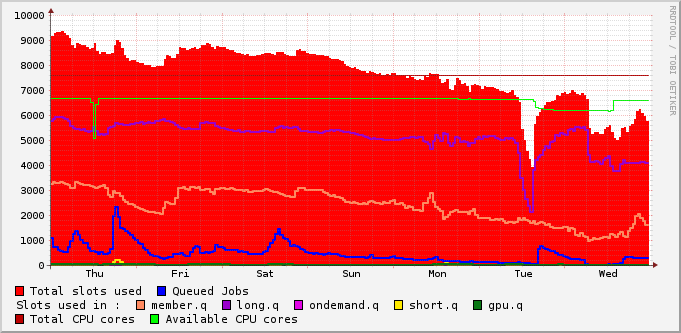 10000
9000
8000
7000
6000
5000
4000
3000
2000
1000
0
Thu Fri Sat Sun Mon Tue Wed
RRDTOOL / TOBI OETIKER
Total slots used Queued Jobs
Slots used in : member.q long.q ondemand.q short.q gpu.q
Total CPU cores Available CPU cores